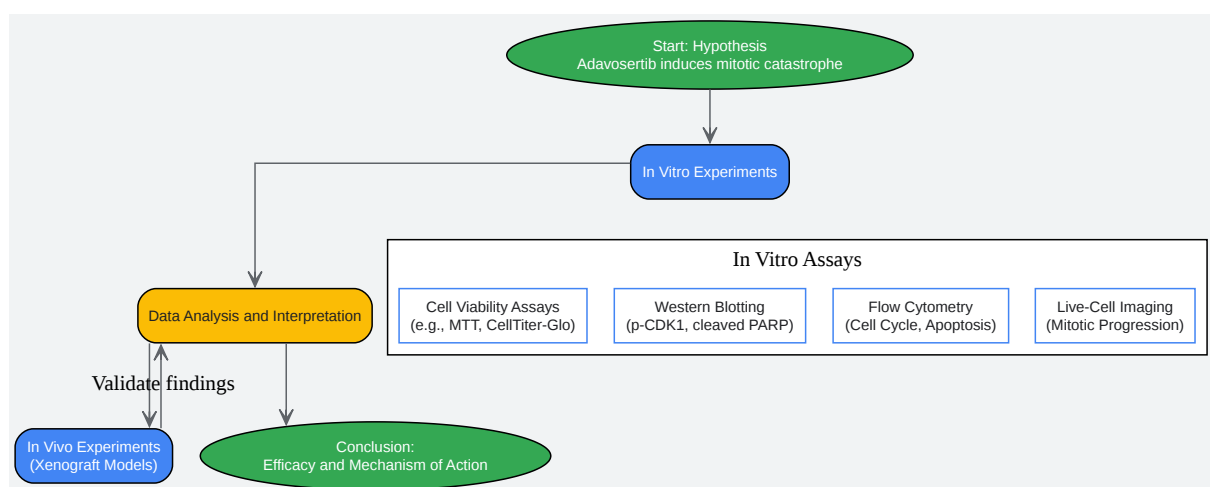 Start: Hypothesis
Adavosertib induces mitotic catastrophe
In Vitro Experiments
In Vitro Assays
Data Analysis and Interpretation
Cell Viability Assays
(e.g., MTT, CellTiter-Glo)
Western Blotting
(p-CDK1, cleaved PARP)
Flow Cytometry
(Cell Cycle, Apoptosis)
Live-Cell Imaging
(Mitotic Progression)
Validate findings
In Vivo Experiments
(Xenograft Models)
Conclusion:
Efficacy and Mechanism of Action